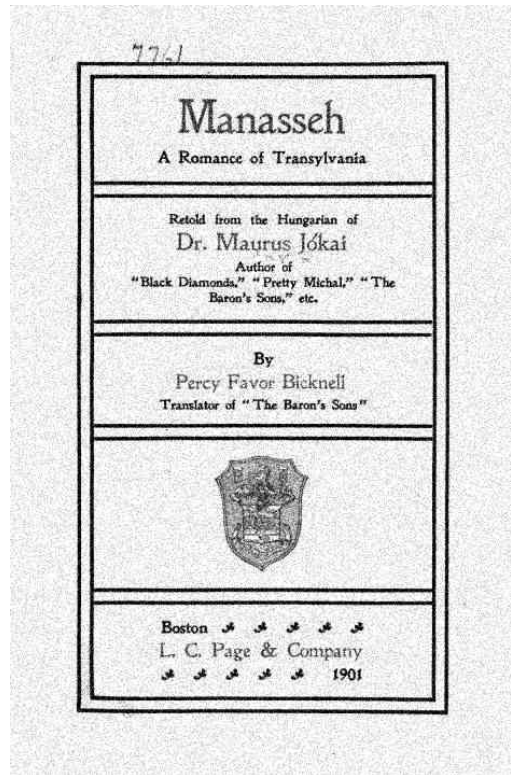 7761
Manasseh
A Romance of Transylvania
Retold from the Hungarian of
Dr. Maurus Jókai
Author of
"Black Diamonds," "Pretty Michal," "The
Baron's Sons," etc.
By
Percy Favor Bicknell
Translator of "The Baron's Sons"
Boston
L. C. Page & Company
1901